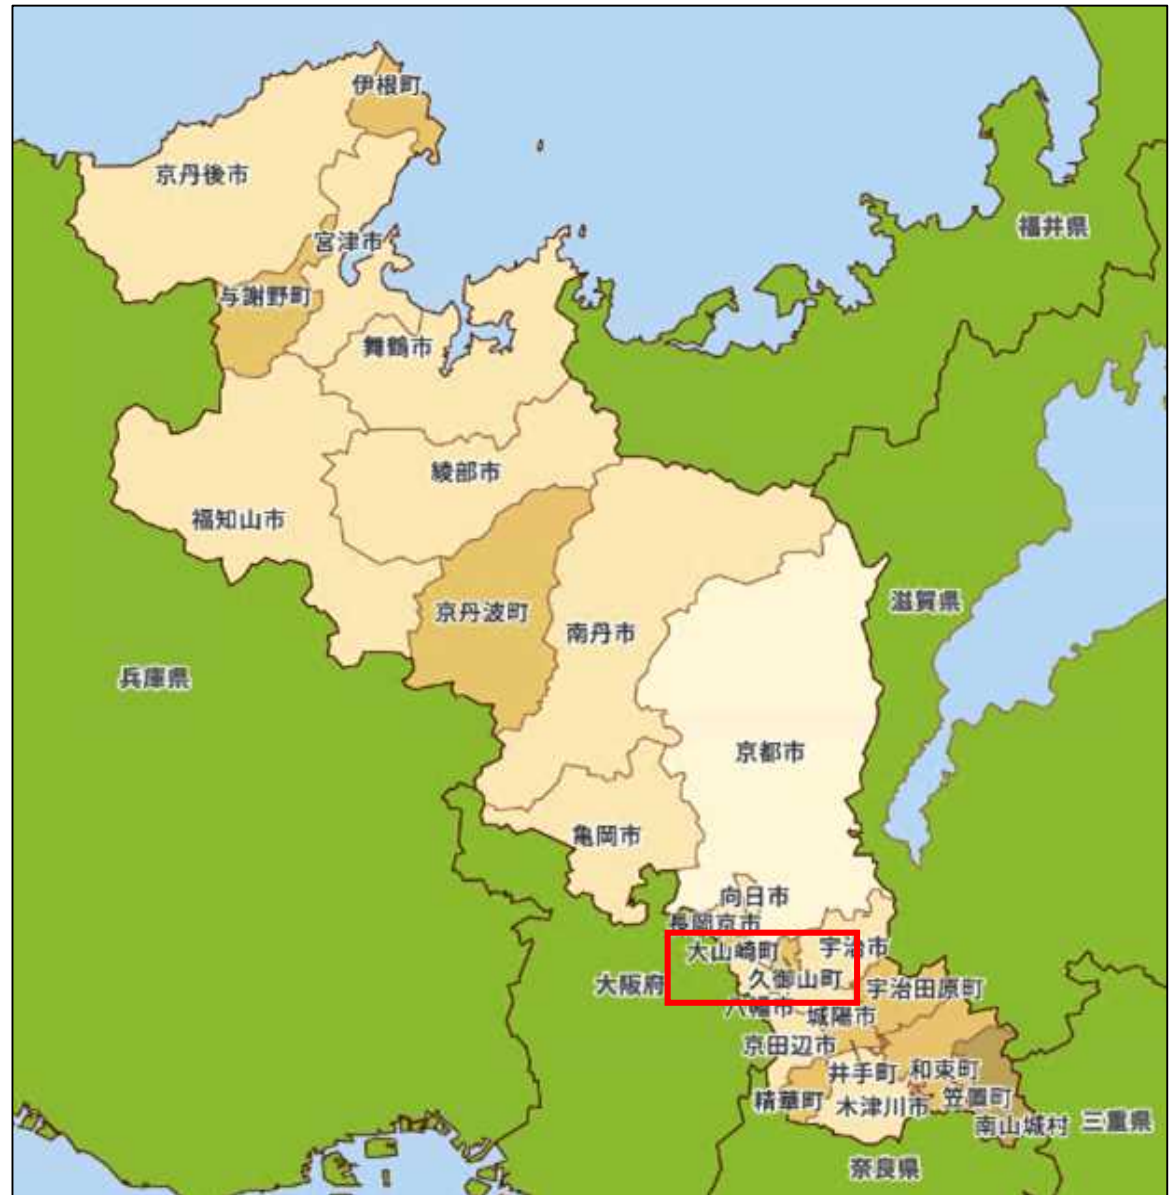 伊根町
京丹後市
福井県
宮津市
与謝野町
舞鶴市
綾部市
福知山市
滋賀県
京丹波町
南丹市
兵庫県
京都市
亀岡市
向日市
長岡京市
大山崎町
宇治市
久御山町
大阪府
宇治田原町
八幡市
城陽市
京田辺市
井手町
和束町
精華町
木津川市
笠置町
南山城村
三重県
奈良県